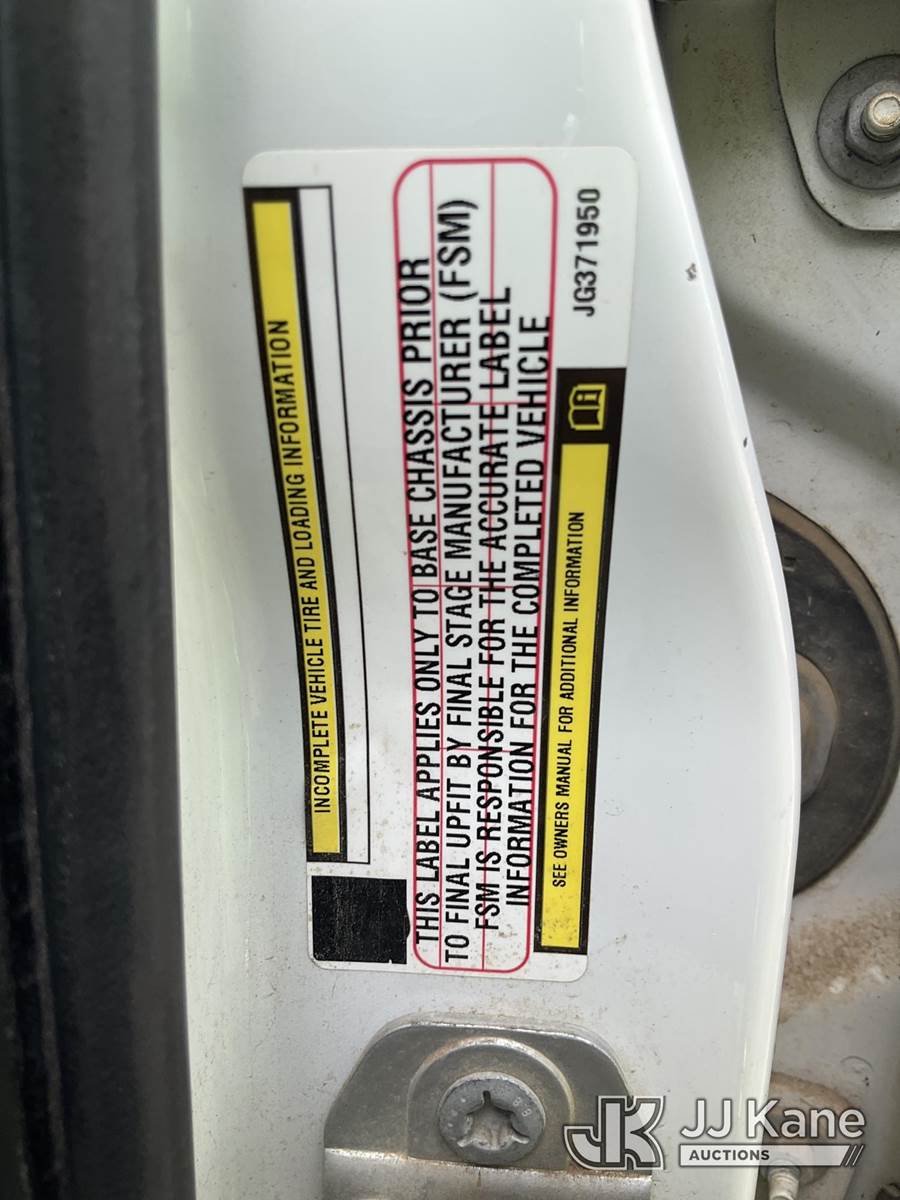 INCOMPLETE VEHICLE TIRE AND LOADING INFORMATION
THIS LABEL APPLIES ONLY TO BASE CHASSIS PRIOR
TO FINAL UPFIT BY FINAL STAGE MANUFACTURER (FSM)
FSM IS RESPONSIBLE FOR THE ACCURATE LABEL
INFORMATION FOR THE COMPLETED VEHICLE
SEE OWNERS MANUAL FOR ADDITIONAL INFORMATION
JG371950
JK JJ Kane
AUCTIONS